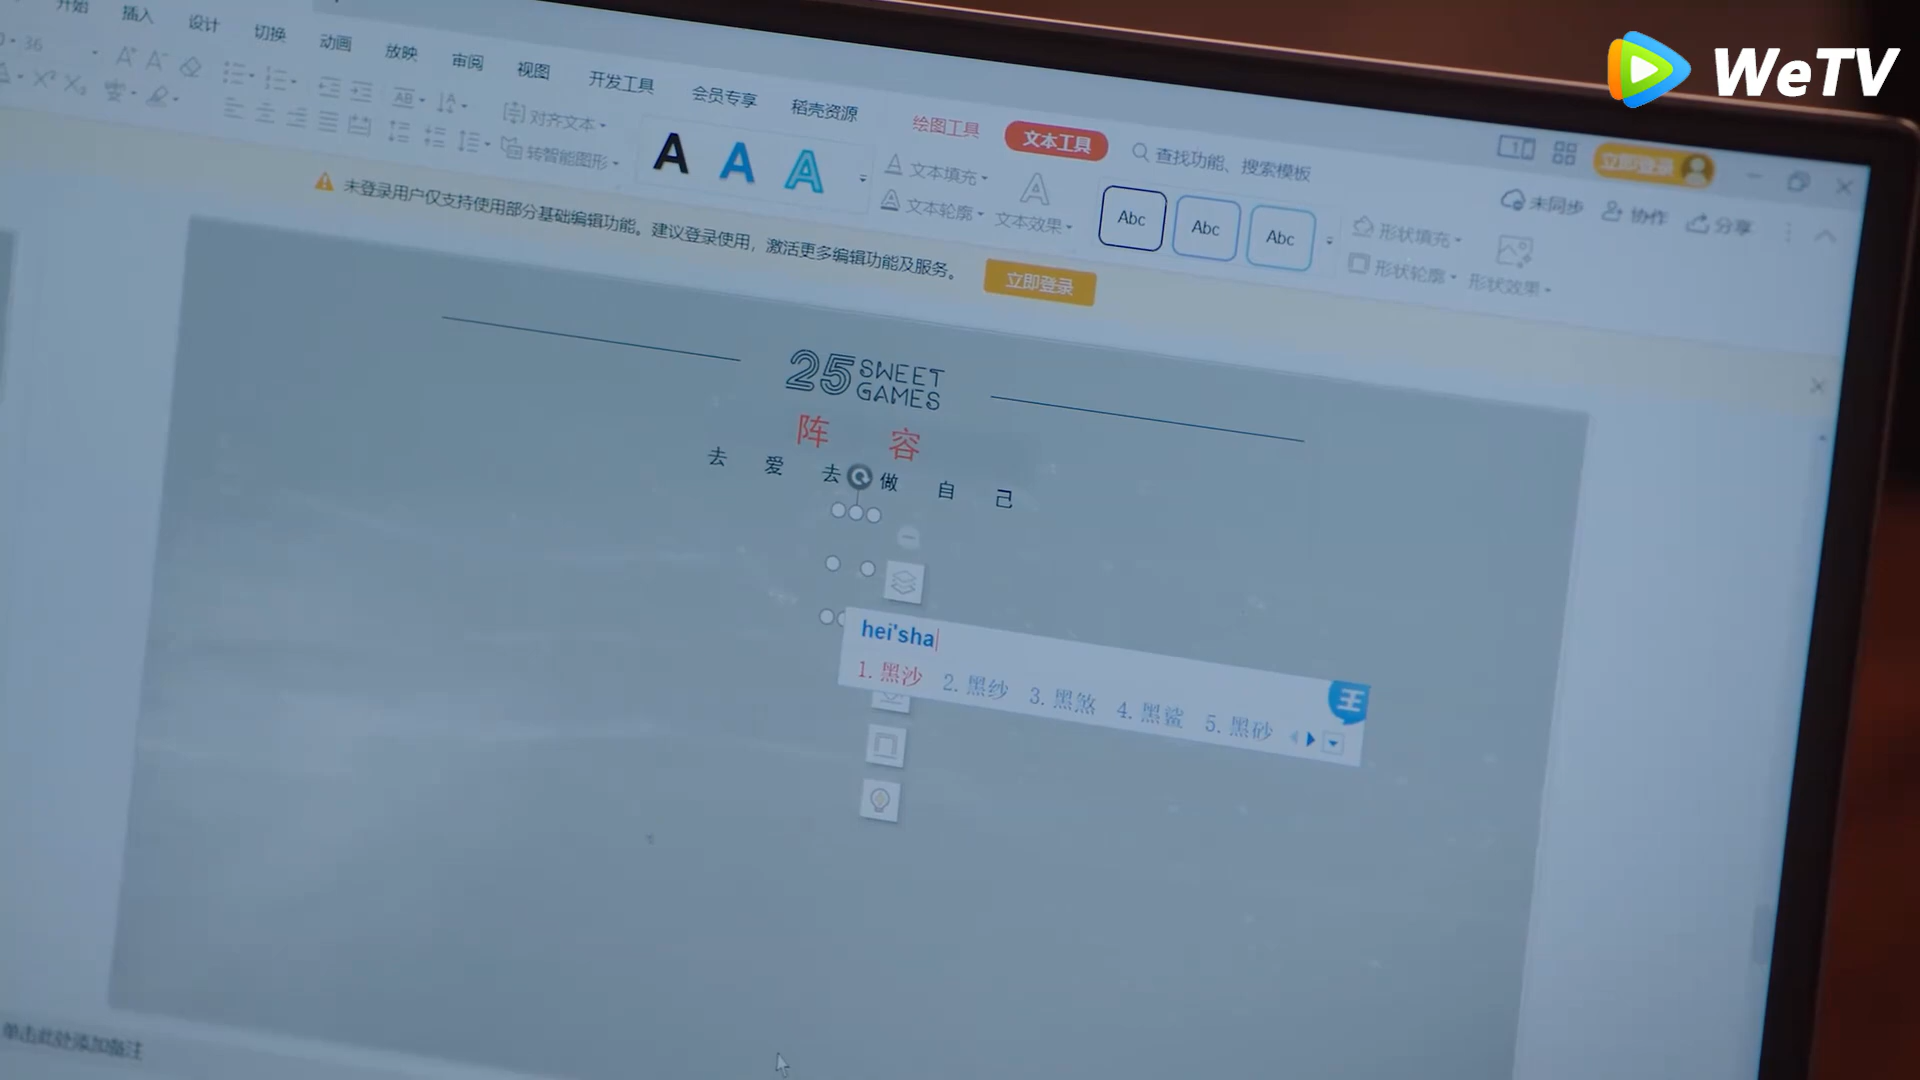 WeTV
开始 插入 设计 切换 动画 放映 审阅 视图 开发工具 会员专享 稻壳资源 绘图工具 文本工具 查找功能、搜索模板 立即登录
36 对齐文本 A A A 文本填充 Abc Abc Abc 形状填充 未同步 协作 分享
转智能图形 文本轮廓 文本效果 形状轮廓 形状效果
未登录用户仅支持使用部分基础编辑功能。建议登录使用，激活更多编辑功能及服务。 立即登录
25 SWEET
GAMES
阵 容
去 爱 去 做 自 己
hei'sha
1.黑沙 2.黑纱 3.黑煞 4.黑鲨 5.黑砂
王
单击此处添加备注